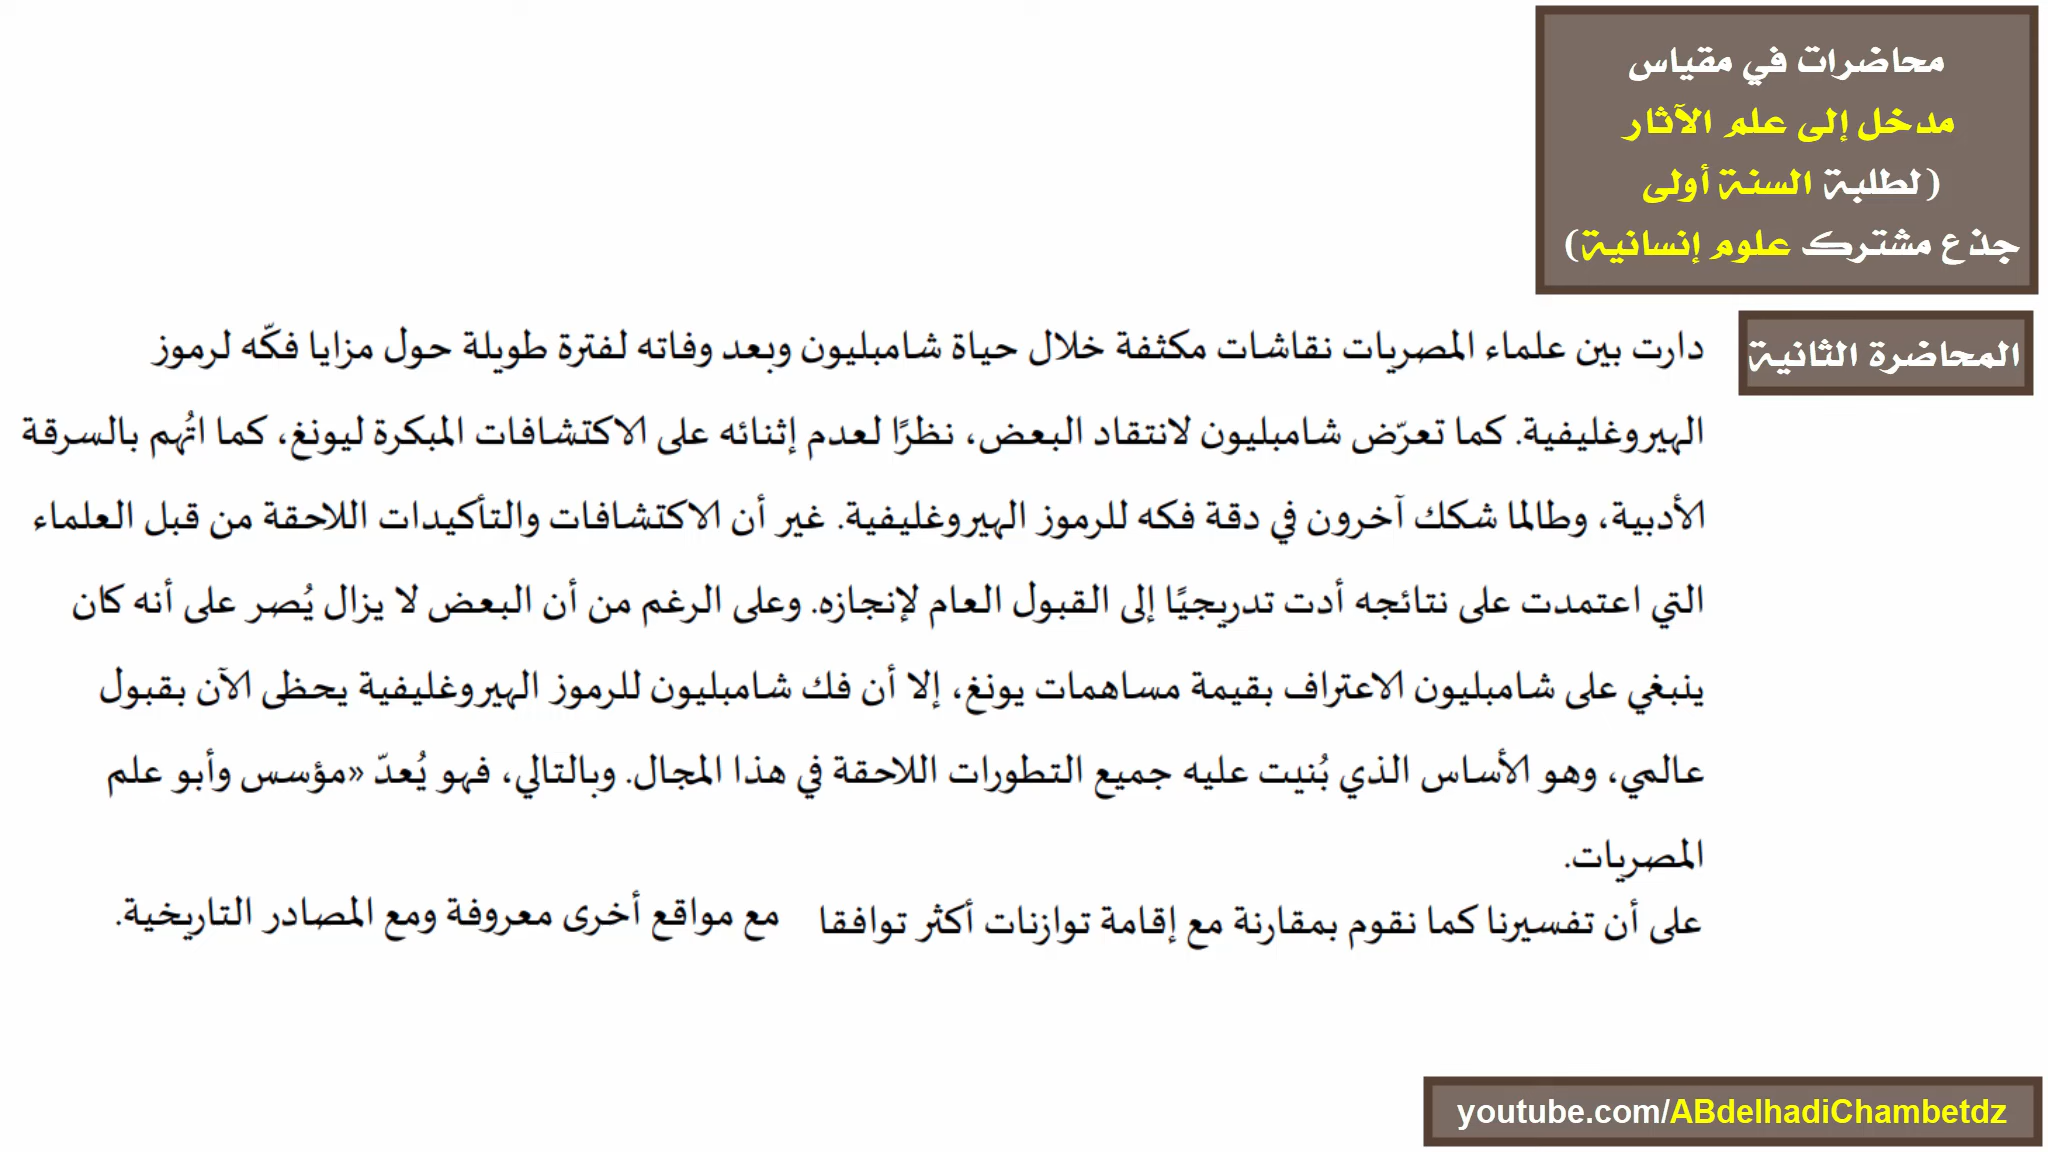 محاضرات في مقياس
مدخل إلى علم الآثار
(لطلبة السنة أولى
جذع مشترك علوم إنسانية)
المحاضرة الثانية
دارت بين علماء المصريات نقاشات مكثفة خلال حياة شامبليون وبعد وفاته لفترة طويلة حول مزايا فكّه لرموز
الهيروغليفية. كما تعرّض شامبليون لانتقاد البعض، نظرًا لعدم إثنائه على الاكتشافات المبكرة ليونغ، كما اتُهم بالسرقة
الأدبية، وطالما شكك آخرون في دقة فكه للرموز الهيروغليفية. غير أن الاكتشافات والتأكيدات اللاحقة من قبل العلماء
التي اعتمدت على نتائجه أدت تدريجيًا إلى القبول العام لإنجازه. وعلى الرغم من أن البعض لا يزال يُصر على أنه كان
ينبغي على شامبليون الاعتراف بقيمة مساهمات يونغ، إلا أن فك شامبليون للرموز الهيروغليفية يحظى الآن بقبول
عالمي، وهو الأساس الذي بُنيت عليه جميع التطورات اللاحقة في هذا المجال. وبالتالي، فهو يُعدّ «مؤسس وأبو علم
المصريات.
على أن تفسيرنا كما نقوم بمقارنة مع إقامة توازنات أكثر توافقا مع مواقع أخرى معروفة ومع المصادر التاريخية.
youtube.com/ABdelhadiChambetdz